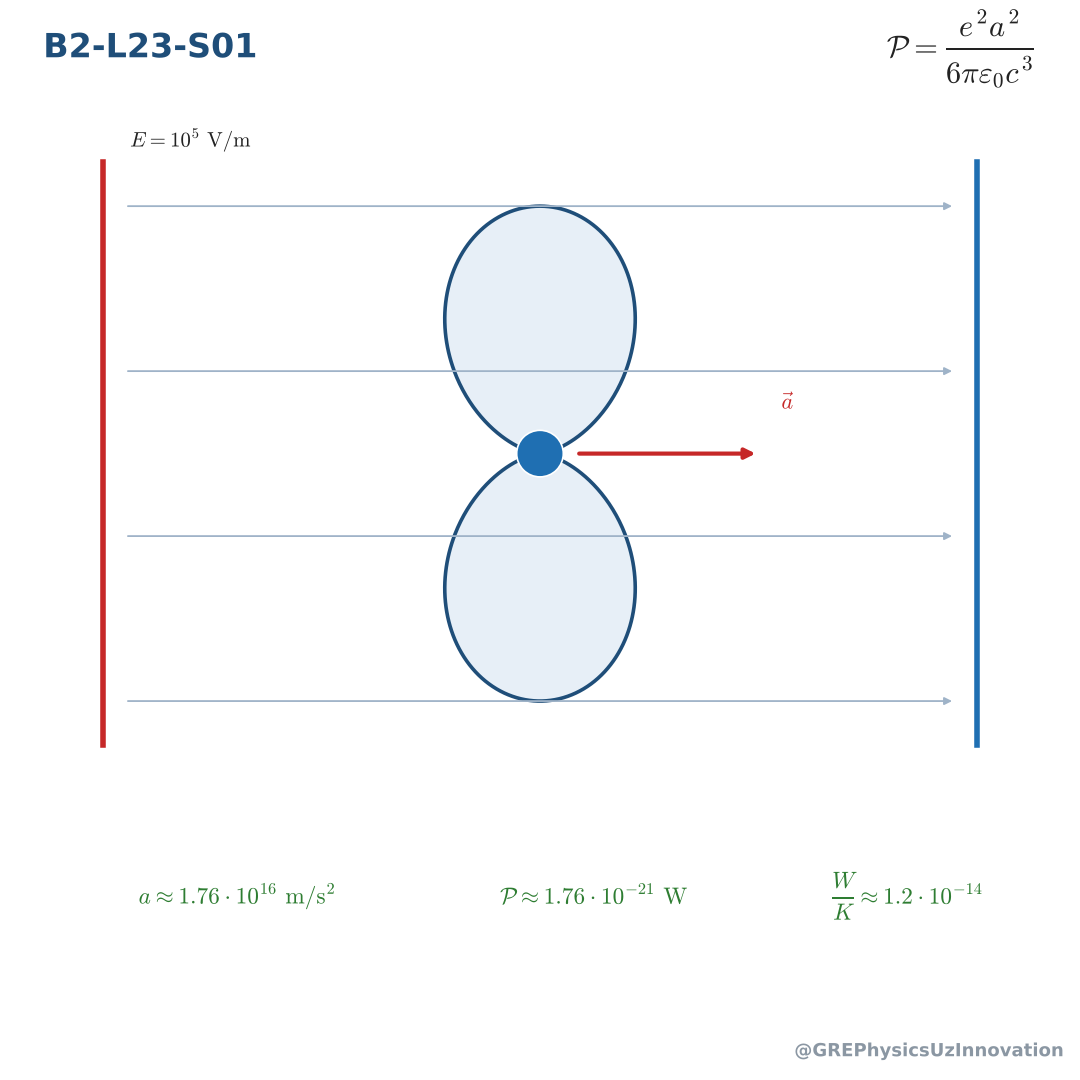 B2-L23-S01
𝒫 = e²a² / 6πε₀c³
E = 10⁵ V/m
a⃗
a ≈ 1.76 · 10¹⁶ m/s²
𝒫 ≈ 1.76 · 10⁻²¹ W
W/K ≈ 1.2 · 10⁻¹⁴
@GREPhysicsUzInnovation